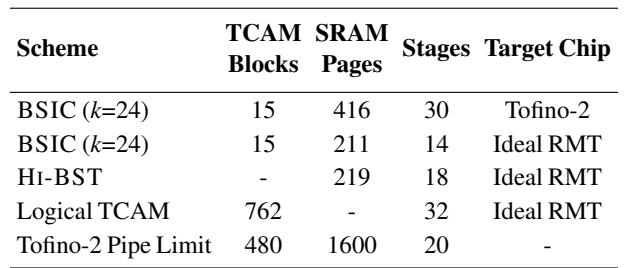 Scheme TCAM Blocks SRAM Pages Stages Target Chip
BSIC (k=24) 15 416 30 Tofino-2
BSIC (k=24) 15 211 14 Ideal RMT
HI-BST - 219 18 Ideal RMT
Logical TCAM 762 - 32 Ideal RMT
Tofino-2 Pipe Limit 480 1600 20 -